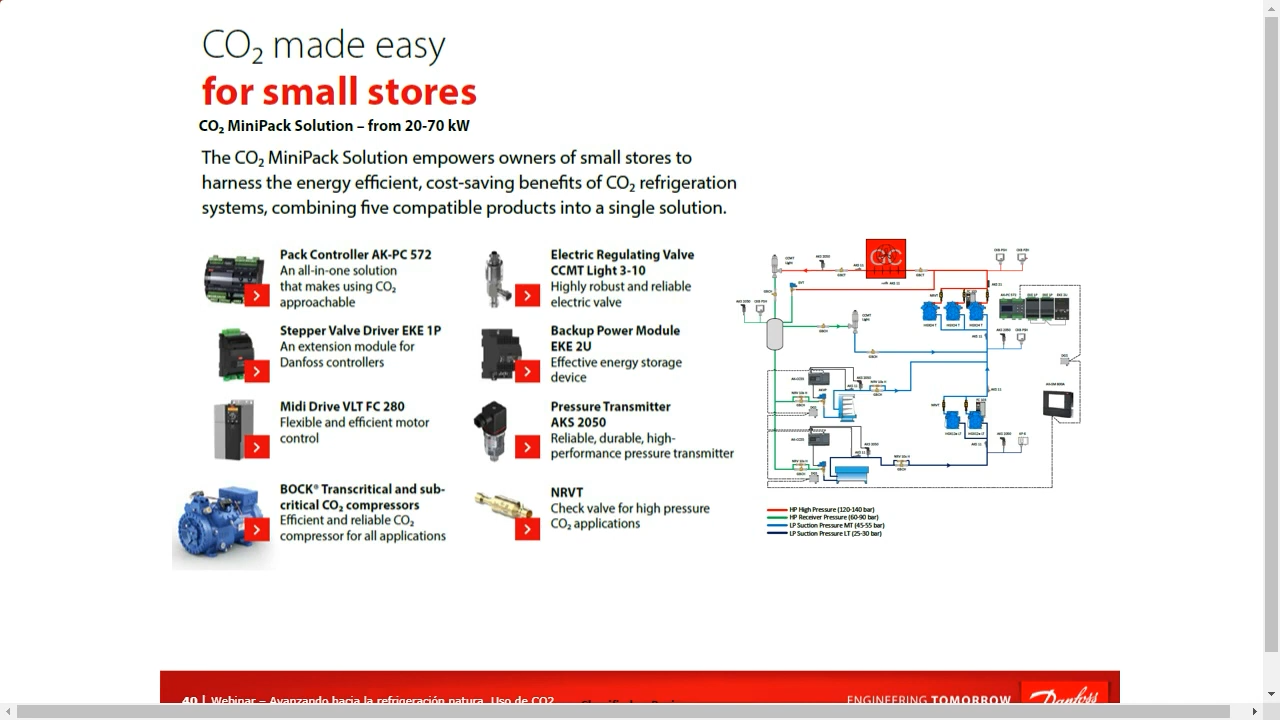 CO₂ made easy
for small stores
CO₂ MiniPack Solution – from 20-70 kW
The CO₂ MiniPack Solution empowers owners of small stores to
harness the energy efficient, cost-saving benefits of CO₂ refrigeration
systems, combining five compatible products into a single solution.
Pack Controller AK-PC 572
An all-in-one solution
that makes using CO₂
approachable
Electric Regulating Valve
CCMT Light 3-10
Highly robust and reliable
electric valve
Stepper Valve Driver EKE 1P
An extension module for
Danfoss controllers
Backup Power Module
EKE 2U
Effective energy storage
device
Midi Drive VLT FC 280
Flexible and efficient motor
control
Pressure Transmitter
AKS 2050
Reliable, durable, high-
performance pressure transmitter
BOCK® Transcritical and sub-
critical CO₂ compressors
Efficient and reliable CO₂
compressor for all applications
NRVT
Check valve for high pressure
CO₂ applications
CCMT
Light
GC
CCMT
Light
HP High Pressure (120-140 bar)
HP Receiver Pressure (60-90 bar)
LP Suction Pressure MT (45-55 bar)
LP Suction Pressure LT (25-30 bar)
40 | Webinar – Avanzando hacia la refrigeración natura. Uso de CO2
ENGINEERING TOMORROW
Danfoss